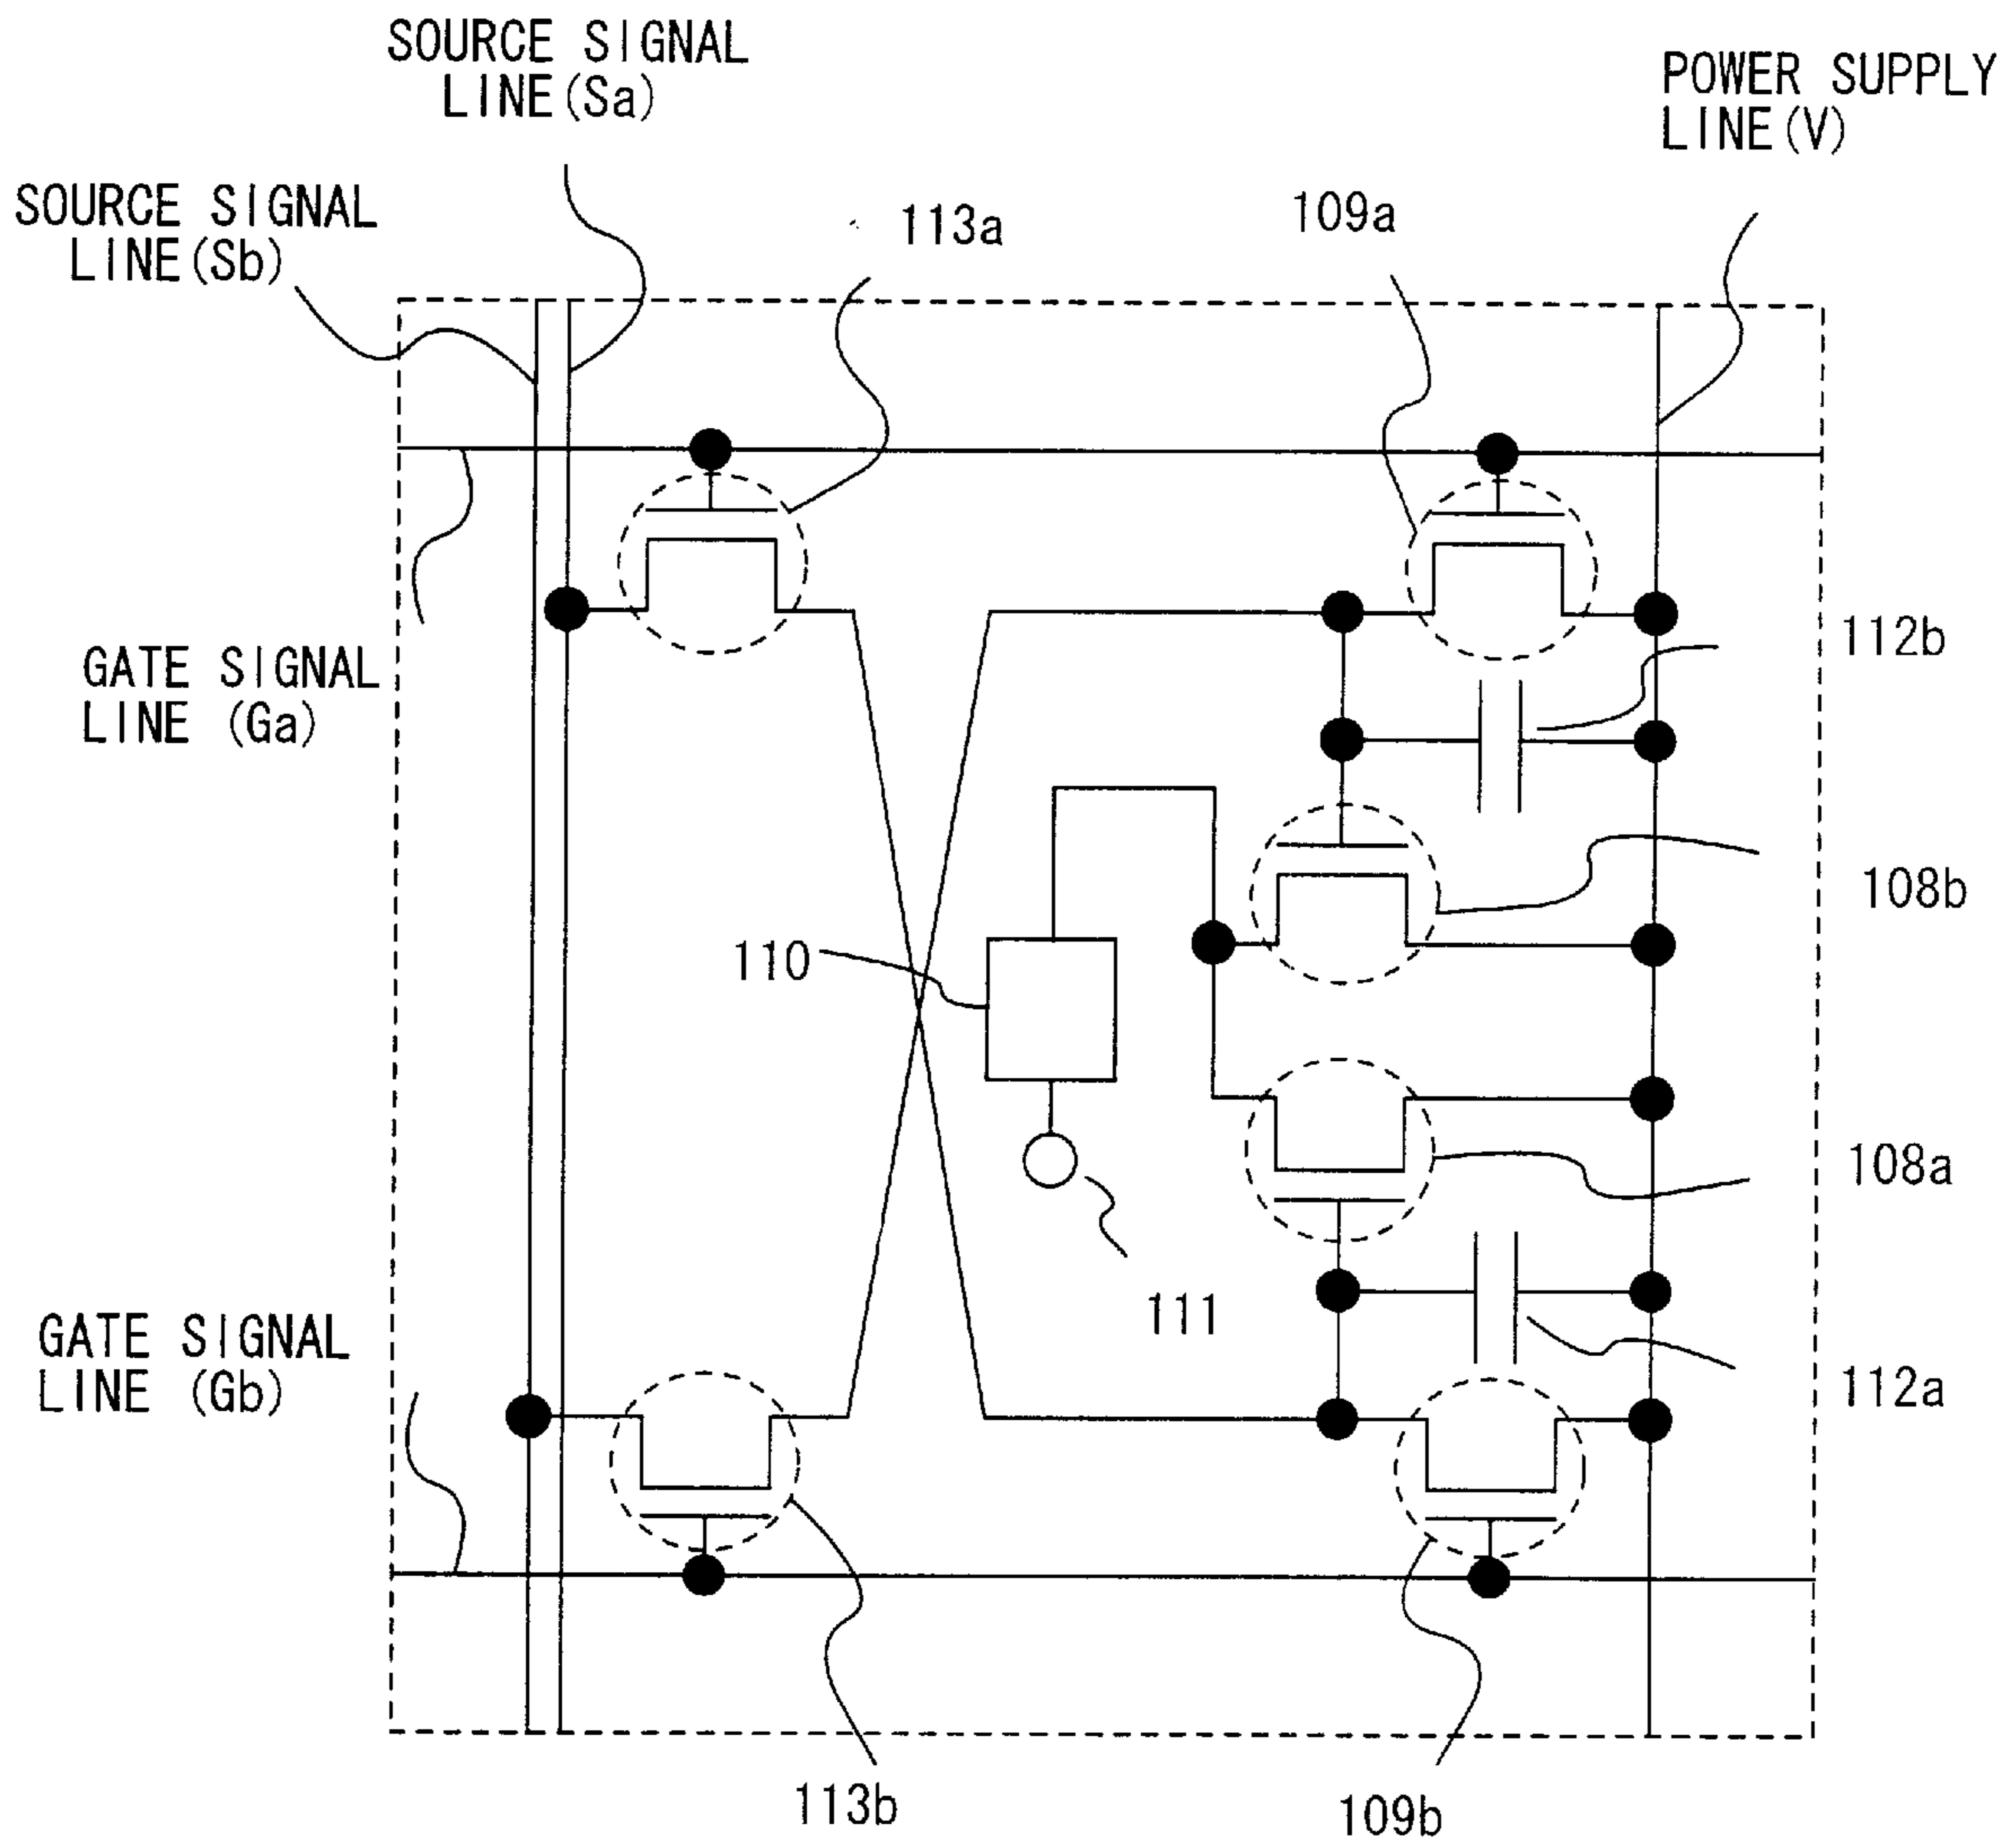 SOURCE SIGNAL
LINE(Sa)
POWER SUPPLY
LINE(V)
SOURCE SIGNAL
LINE(Sb)
113a
109a
GATE SIGNAL
LINE (Ga)
112b
108b
110
108a
111
GATE SIGNAL
LINE (Gb)
112a
113b
109b